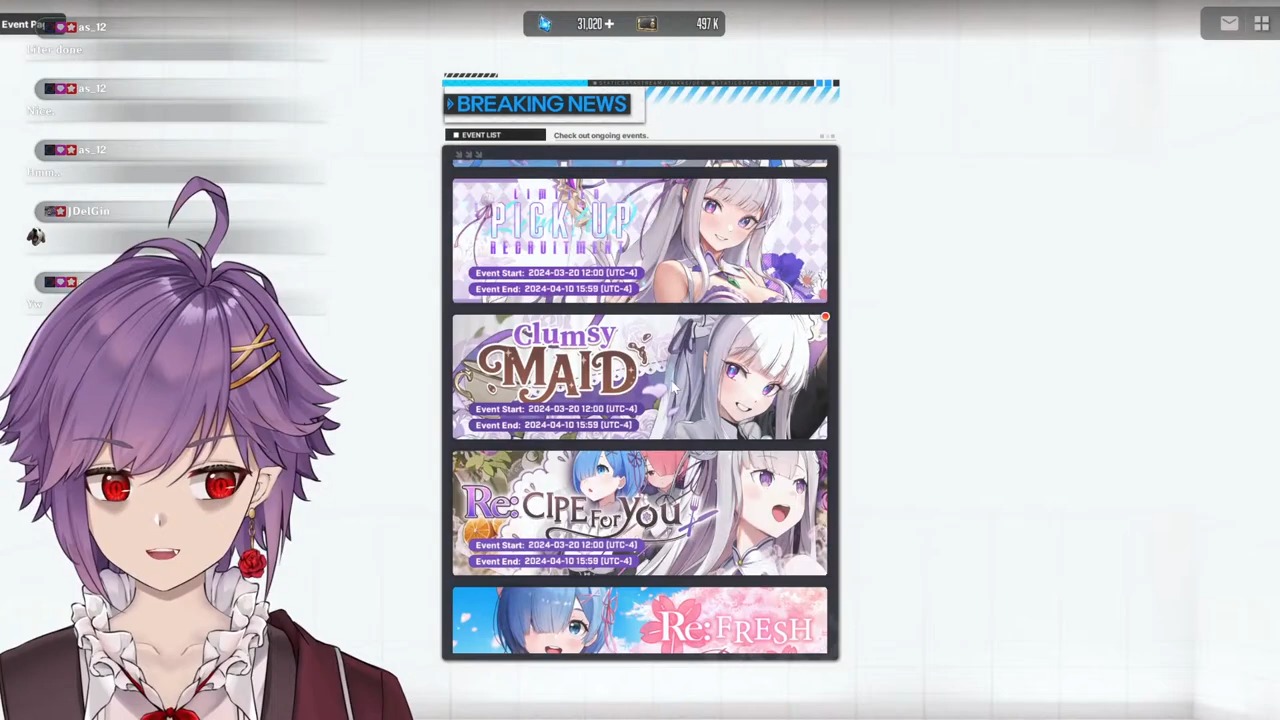 Event Pa
as_12
Liter dope
as_12
Nice.
as_12
Hmm..
JDelGin
Yw
31,020 +
497 K
BREAKING NEWS
EVENT LIST
Check out ongoing events.
LIMITED
PICK UP
RECRUITMENT
Event Start: 2024-03-20 12:00 (UTC-4)
Event End: 2024-04-10 15:59 (UTC-4)
Clumsy
MAID
Event Start: 2024-03-20 12:00 (UTC-4)
Event End: 2024-04-10 15:59 (UTC-4)
Re:CIPE For you
Event Start: 2024-03-20 12:00 (UTC-4)
Event End: 2024-04-10 15:59 (UTC-4)
Re:FRESH